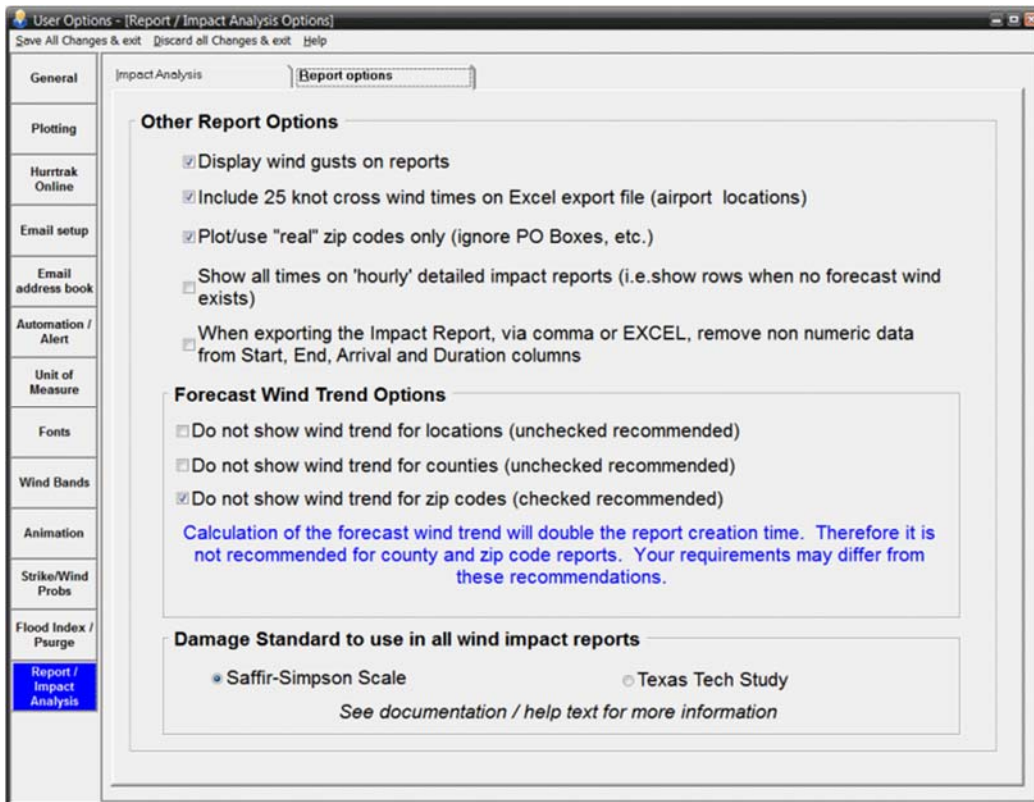 User Options - [Report / Impact Analysis Options]
Save All Changes & exit Discard all Changes & exit Help
General
Plotting
Hurrtrak
Online
Email setup
Email
address book
Automation /
Alert
Unit of
Measure
Fonts
Wind Bands
Animation
Strike/Wind
Probs
Flood Index /
Psurge
Report /
Impact
Analysis
Impact Analysis
Report options
Other Report Options
Display wind gusts on reports
Include 25 knot cross wind times on Excel export file (airport locations)
Plot/use "real" zip codes only (ignore PO Boxes, etc.)
Show all times on 'hourly' detailed impact reports (i.e.show rows when no forecast wind
exists)
When exporting the Impact Report, via comma or EXCEL, remove non numeric data
from Start, End, Arrival and Duration columns
Forecast Wind Trend Options
Do not show wind trend for locations (unchecked recommended)
Do not show wind trend for counties (unchecked recommended)
Do not show wind trend for zip codes (checked recommended)
Calculation of the forecast wind trend will double the report creation time. Therefore it is
not recommended for county and zip code reports. Your requirements may differ from
these recommendations.
Damage Standard to use in all wind impact reports
Saffir-Simpson Scale
Texas Tech Study
See documentation / help text for more information